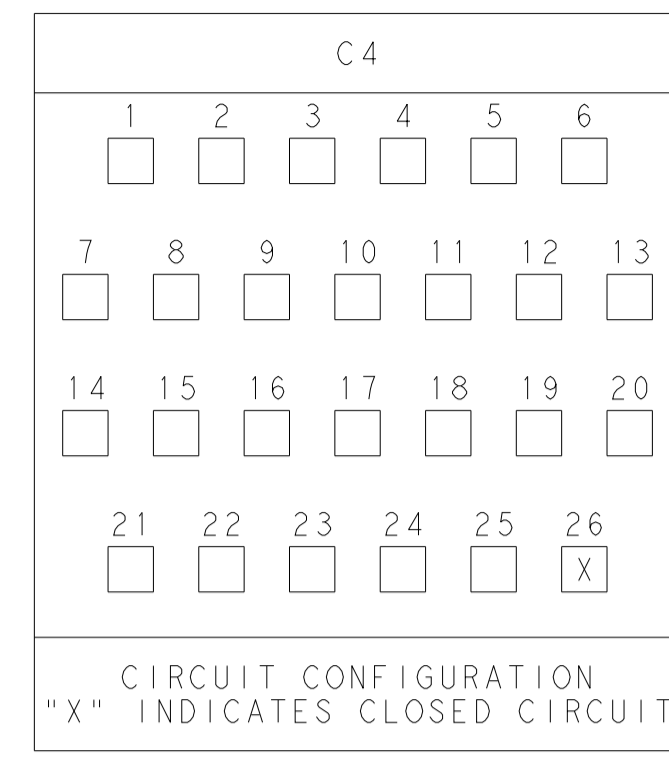 C4
1 2 3 4 5 6
7 8 9 10 11 12 13
14 15 16 17 18 19 20
21 22 23 24 25 26
X
CIRCUIT CONFIGURATION
"X" INDICATES CLOSED CIRCUIT